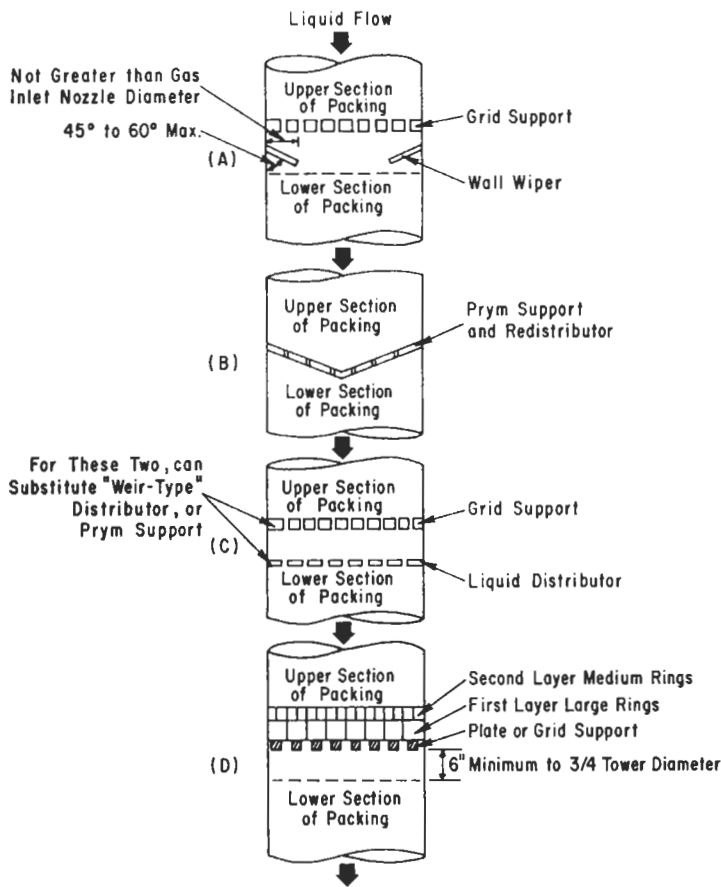 Liquid Flow
Not Greater than Gas
Inlet Nozzle Diameter
45° to 60° Max.
(A)
Upper Section
of Packing
Grid Support
Wall Wiper
Lower Section
of Packing
(B)
Upper Section
of Packing
Prym Support
and Redistributor
Lower Section
of Packing
For These Two, can
Substitute "Weir-Type"
Distributor, or
Prym Support
(C)
Upper Section
of Packing
Grid Support
Liquid Distributor
Lower Section
of Packing
(D)
Upper Section
of Packing
Second Layer Medium Rings
First Layer Large Rings
Plate or Grid Support
6" Minimum to 3/4 Tower Diameter
Lower Section
of Packing